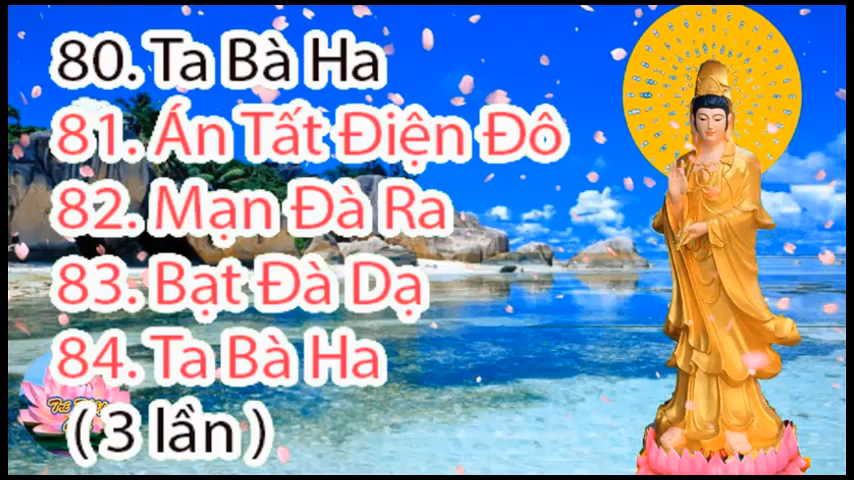 80. Ta Bà Ha
81. Án Tất Điện Đô
82. Mạn Đà Ra
83. Bạt Đà Dạ
84. Ta Bà Ha
( 3 lần )